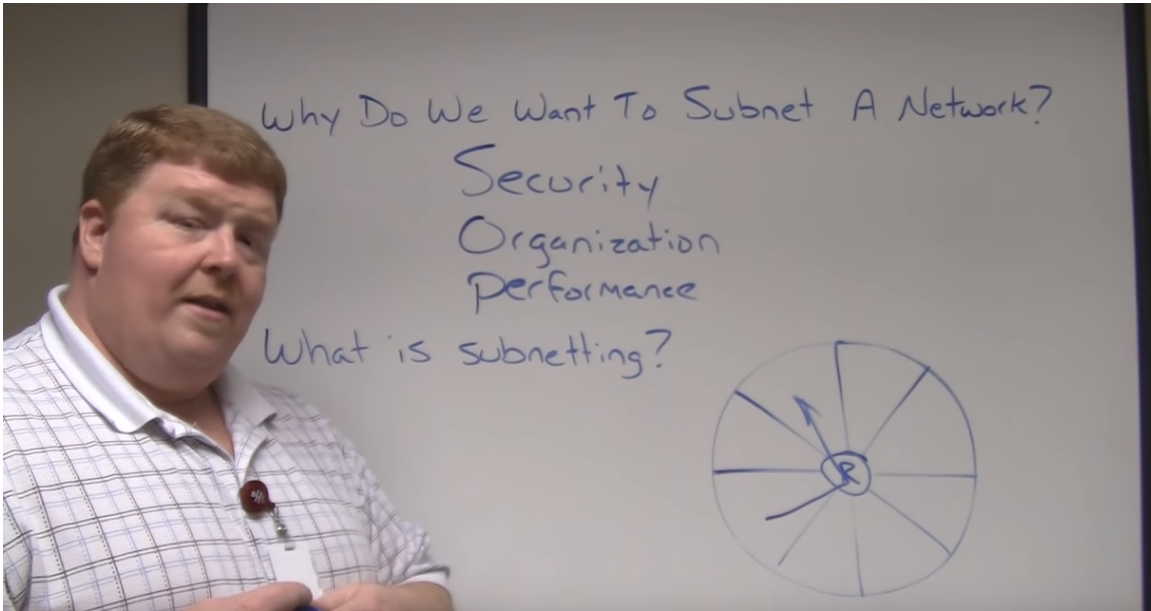 Why Do We Want To Subnet A Network?
Security
Organization
Performance
What is subnetting?
R